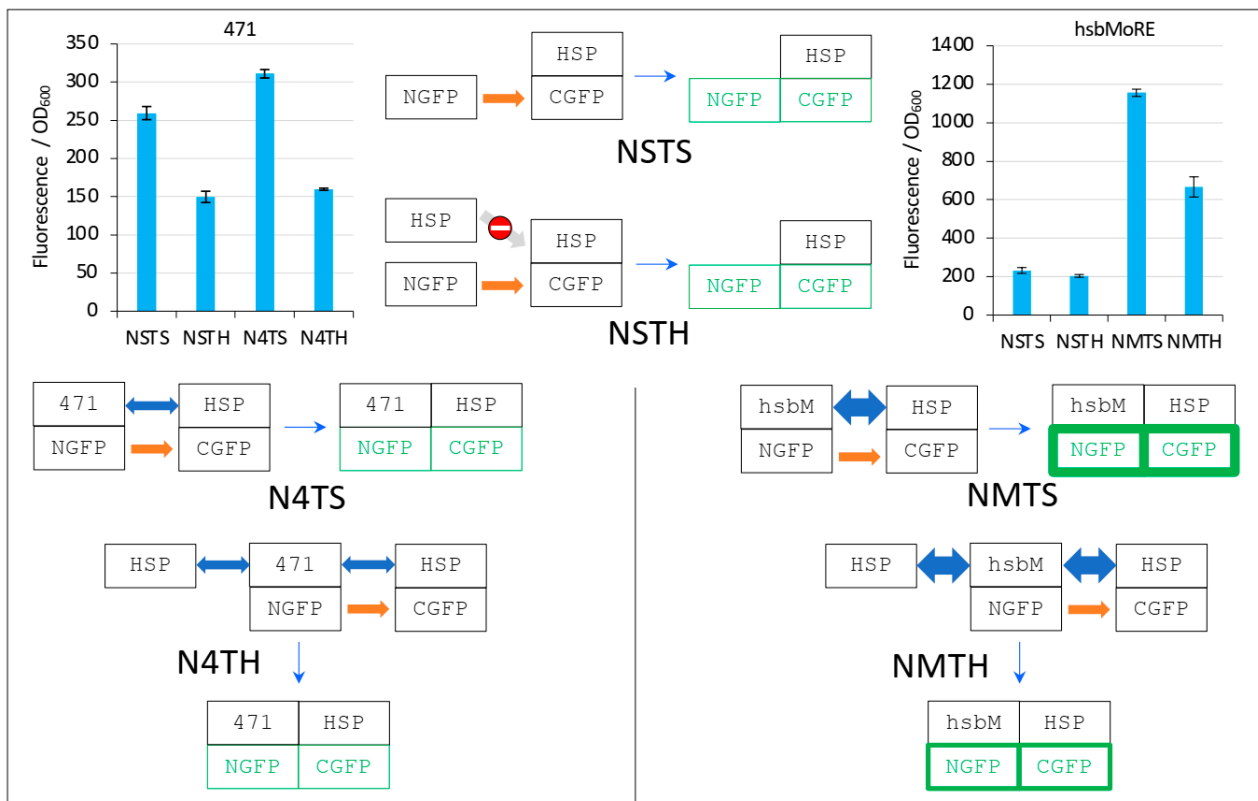 471
Fluorescence / OD600
350
300
250
200
150
100
50
0
NSTS NSTH N4TS N4TH
HSP
NGFP CGFP
HSP
NGFP CGFP
NSTS
HSP HSP
NGFP CGFP
HSP
NGFP CGFP
NSTH
hsbMoRE
Fluorescence / OD600
1400
1200
1000
800
600
400
200
0
NSTS NSTH NMTS NMTH
471 HSP
NGFP CGFP
471 HSP
NGFP CGFP
N4TS
HSP 471 HSP
NGFP CGFP
N4TH
471 HSP
NGFP CGFP
hsbM HSP
NGFP CGFP
hsbM HSP
NGFP CGFP
NMTS
HSP hsbM HSP
NGFP CGFP
NMTH
hsbM HSP
NGFP CGFP